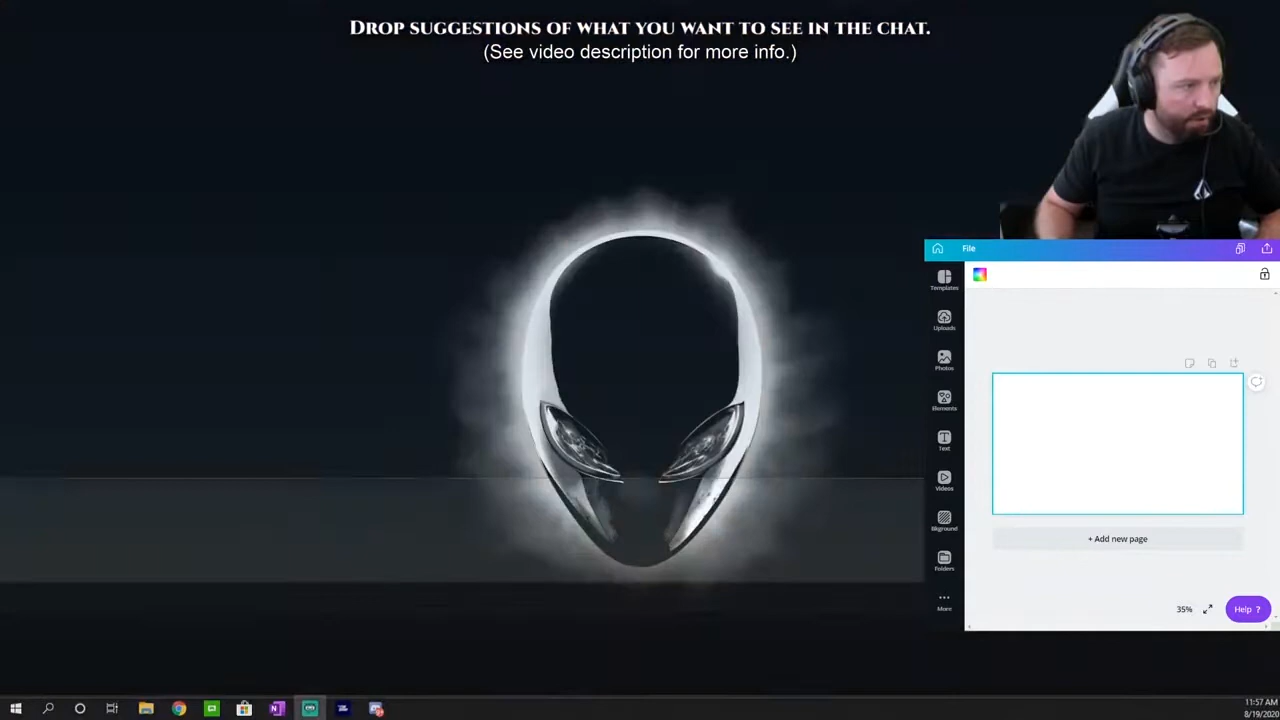 Drop suggestions of what you want to see in the chat.
(See video description for more info.)
File
Templates
Uploads
Photos
Elements
Text
Videos
Bkground
Folders
More
+ Add new page
35%
Help ?
11:57 AM
8/19/2020